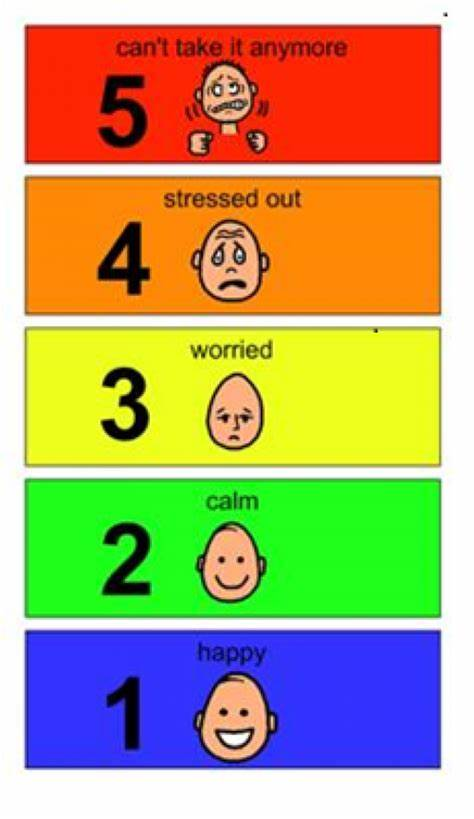 can't take it anymore
5
stressed out
4
worried
3
calm
2
happy
1